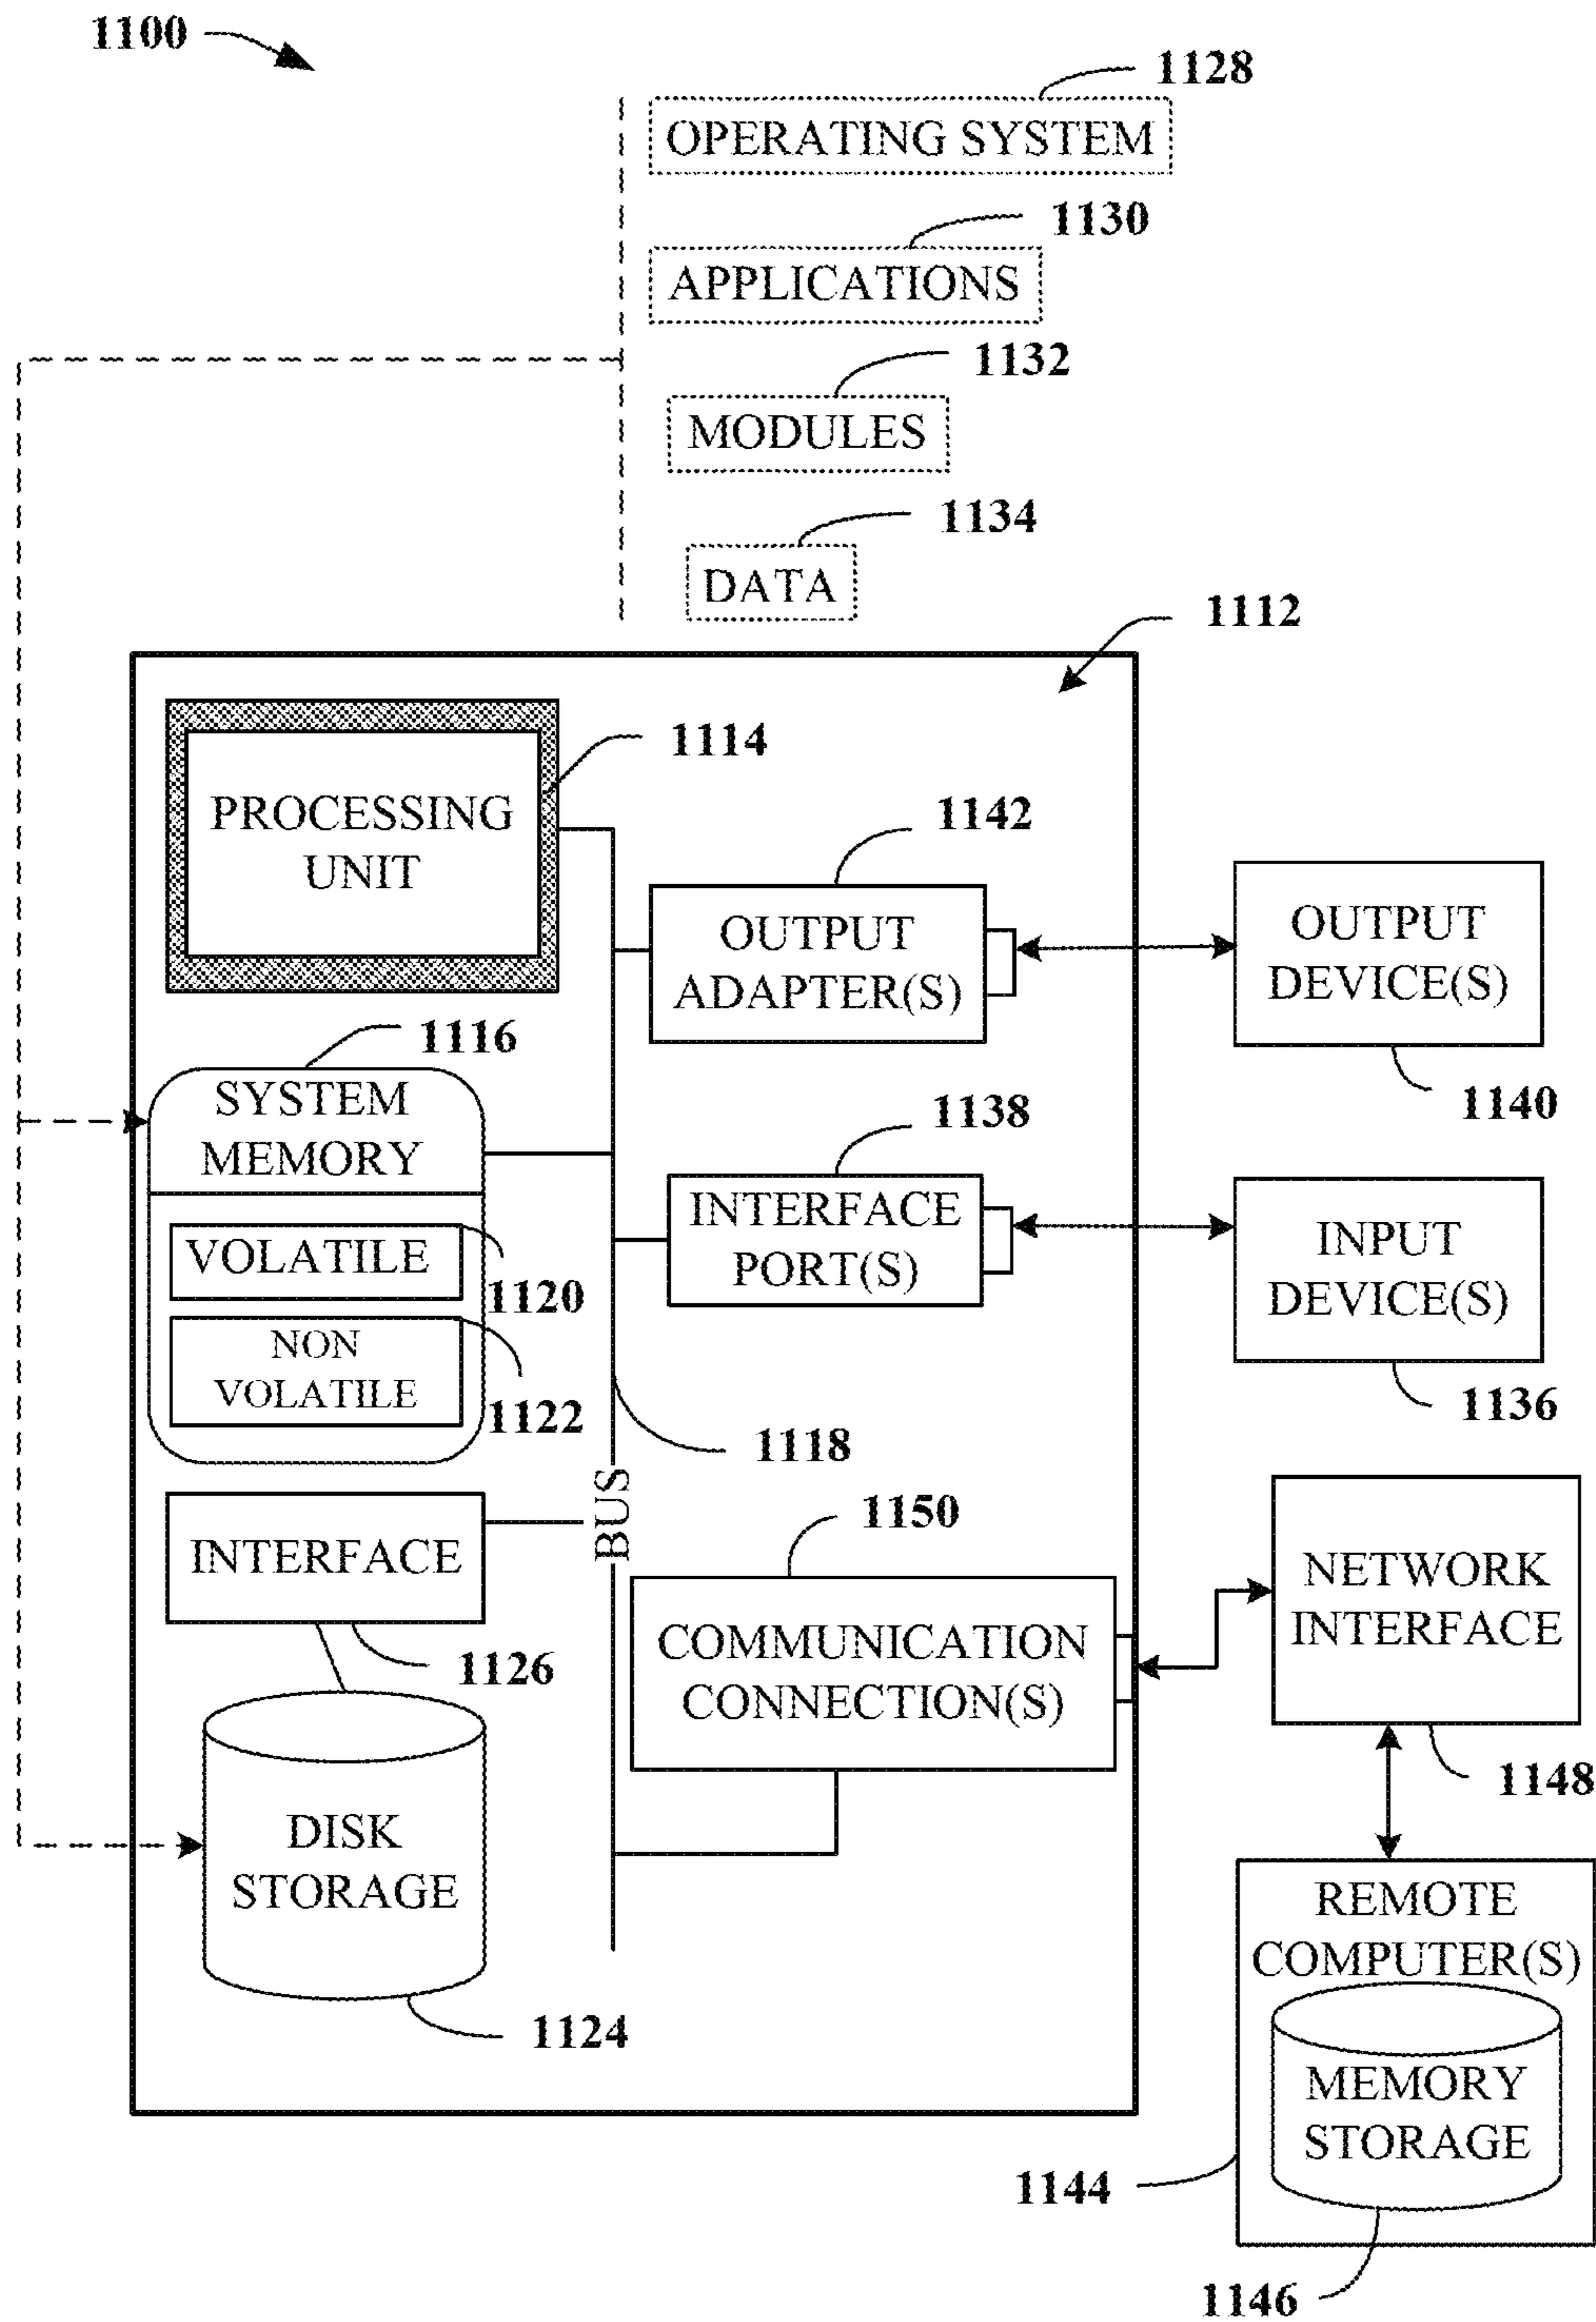 1100
1128
OPERATING SYSTEM
1130
APPLICATIONS
1132
MODULES
1134
DATA
1112
PROCESSING
UNIT
1114
1142
OUTPUT
ADAPTER(S)
OUTPUT
DEVICE(S)
1140
1116
SYSTEM
MEMORY
VOLATILE
1120
NON
VOLATILE
1122
1138
INTERFACE
PORT(S)
INPUT
DEVICE(S)
1136
1118
BUS
INTERFACE
1126
1150
COMMUNICATION
CONNECTION(S)
NETWORK
INTERFACE
1148
DISK
STORAGE
1124
REMOTE
COMPUTER(S)
MEMORY
STORAGE
1144
1146